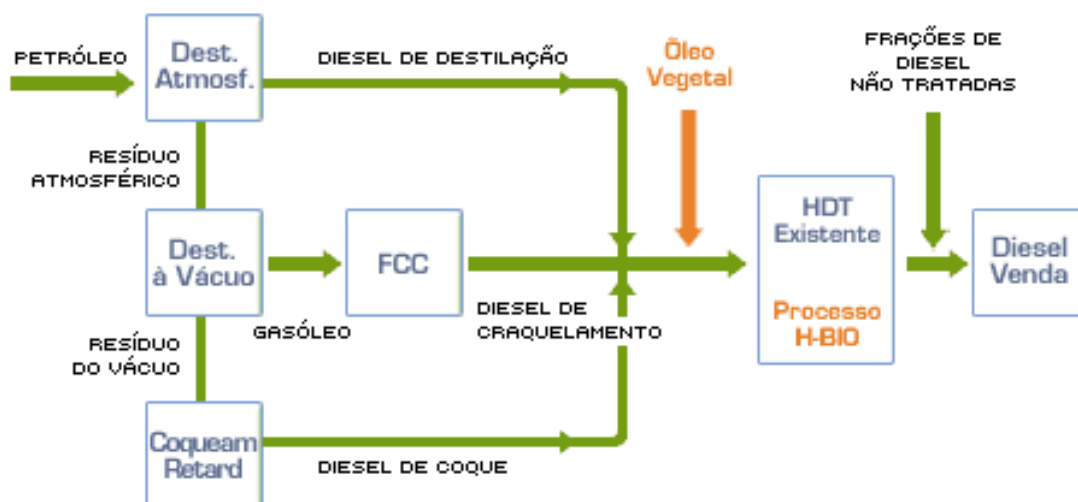 PETRÓLEO
Dest.
Atmosf.
DIESEL DE DESTILAÇÃO
Óleo
Vegetal
FRAÇÕES DE
DIESEL
NÃO TRATADAS
RESÍDUO
ATMOSFÉRICO
Dest.
à Vácuo
GASÓLEO
FCC
DIESEL DE
CRAQUELAMENTO
HDT
Existente
Processo
H-BIO
Diesel
Venda
RESÍDUO
DO VÁCUO
Coqueam
Retard
DIESEL DE COQUE